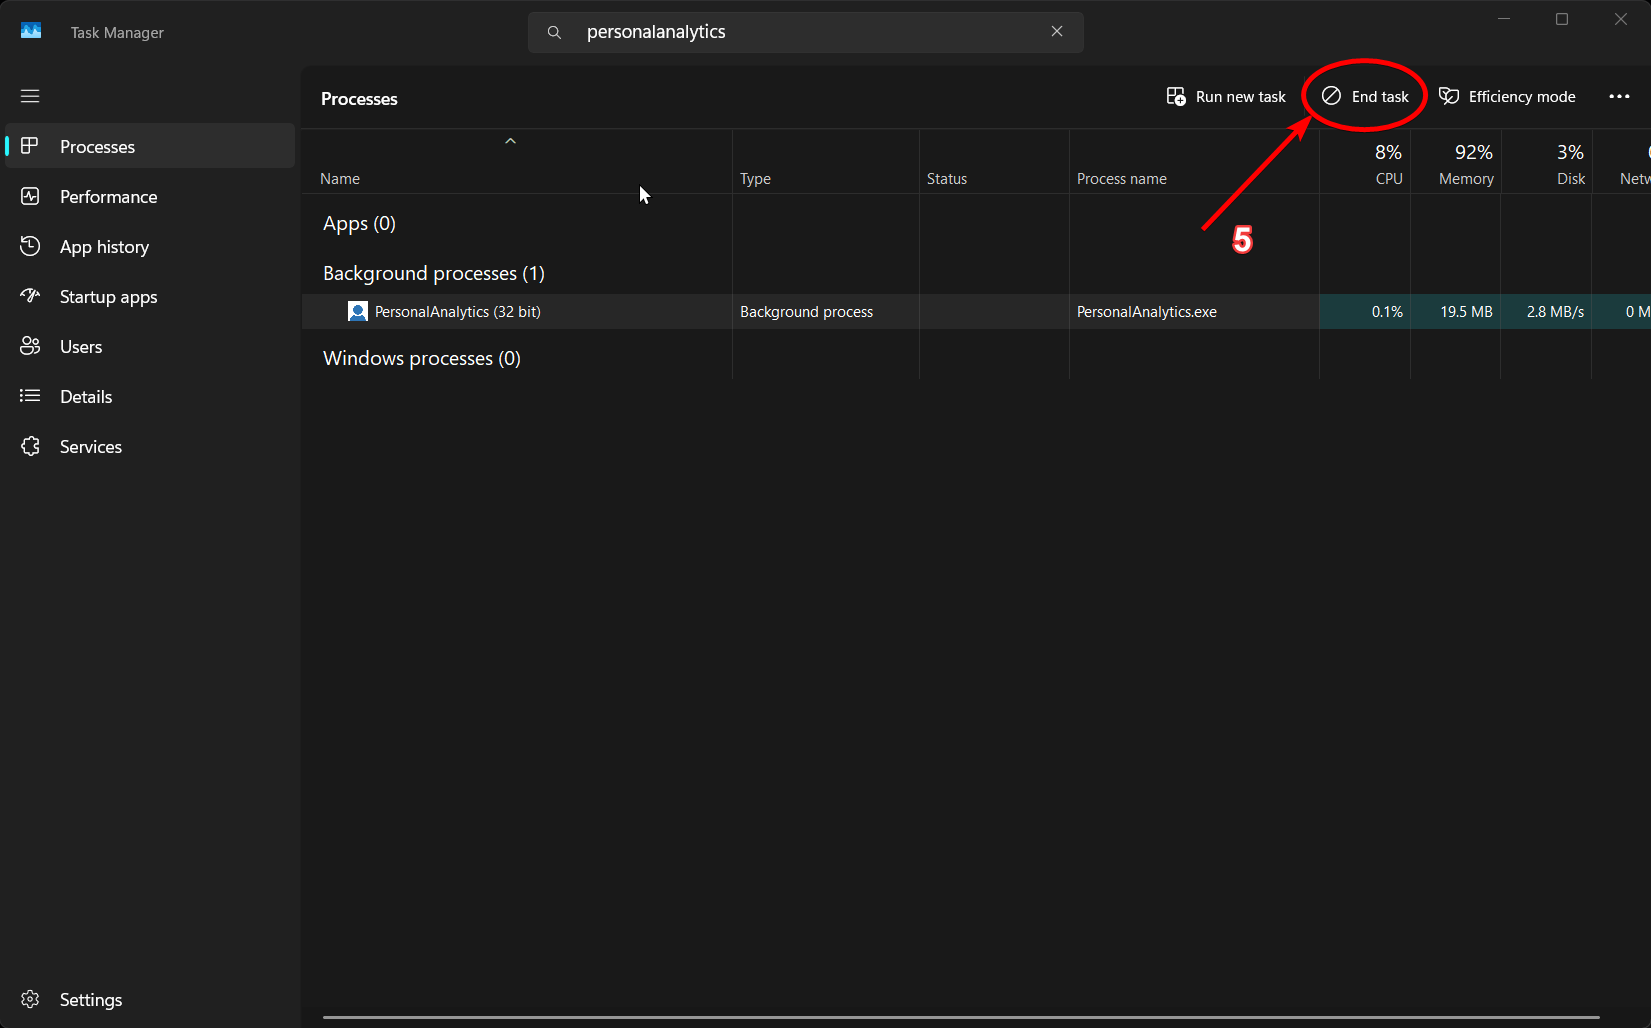 Task Manager
personalanalytics
Processes
Run new task
End task
Efficiency mode
Processes
Performance
App history
Startup apps
Users
Details
Services
Settings
8% 92% 3%
Name Type Status Process name CPU Memory Disk Netw
5
Apps (0)
Background processes (1)
PersonalAnalytics (32 bit) Background process PersonalAnalytics.exe 0.1% 19.5 MB 2.8 MB/s 0 M
Windows processes (0)